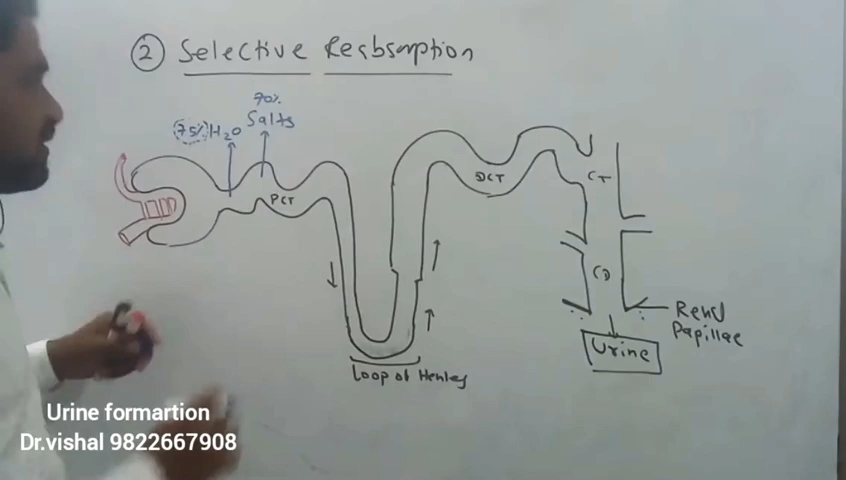 ② Selective Reabsorption
70%
Salts
75% H₂O
PCT
DCT
CT
CD
Renal
Papillae
Urine
Loop of Henles
Urine formartion
Dr.vishal 9822667908